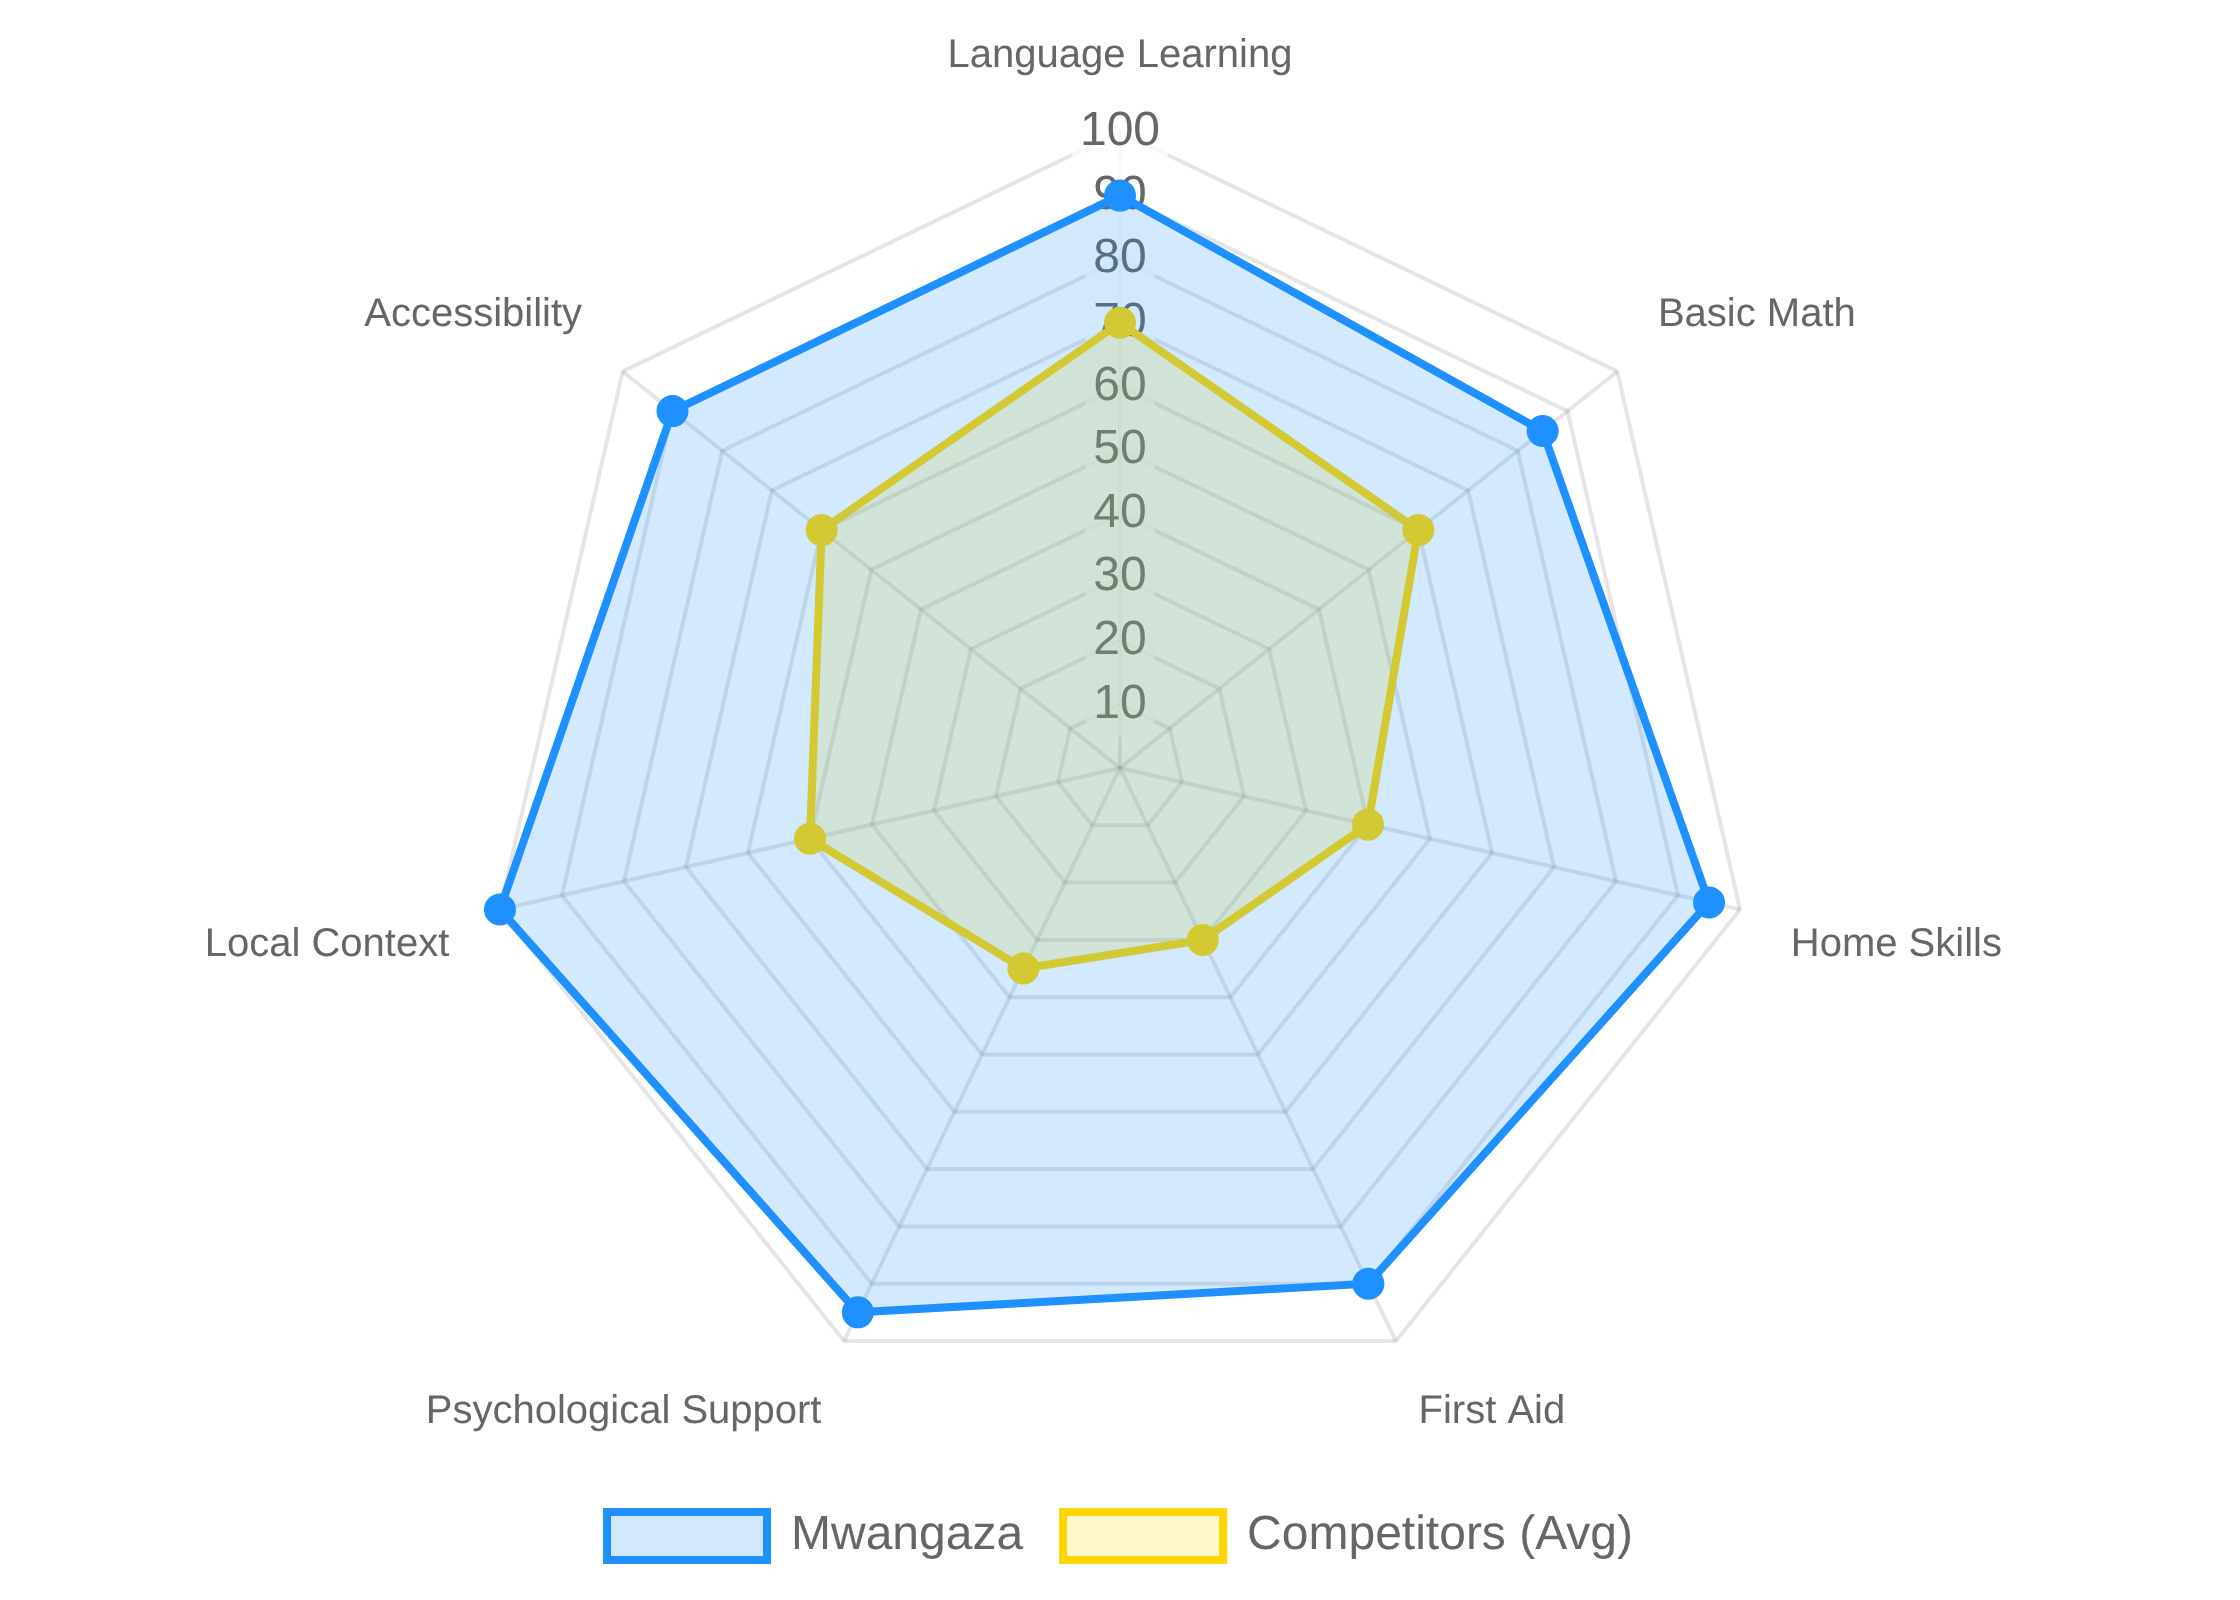 Language Learning
100
90
Accessibility
Basic Math
80
70
60
50
40
30
20
10
Local Context
Home Skills
Psychological Support
First Aid
Mwangaza
Competitors (Avg)